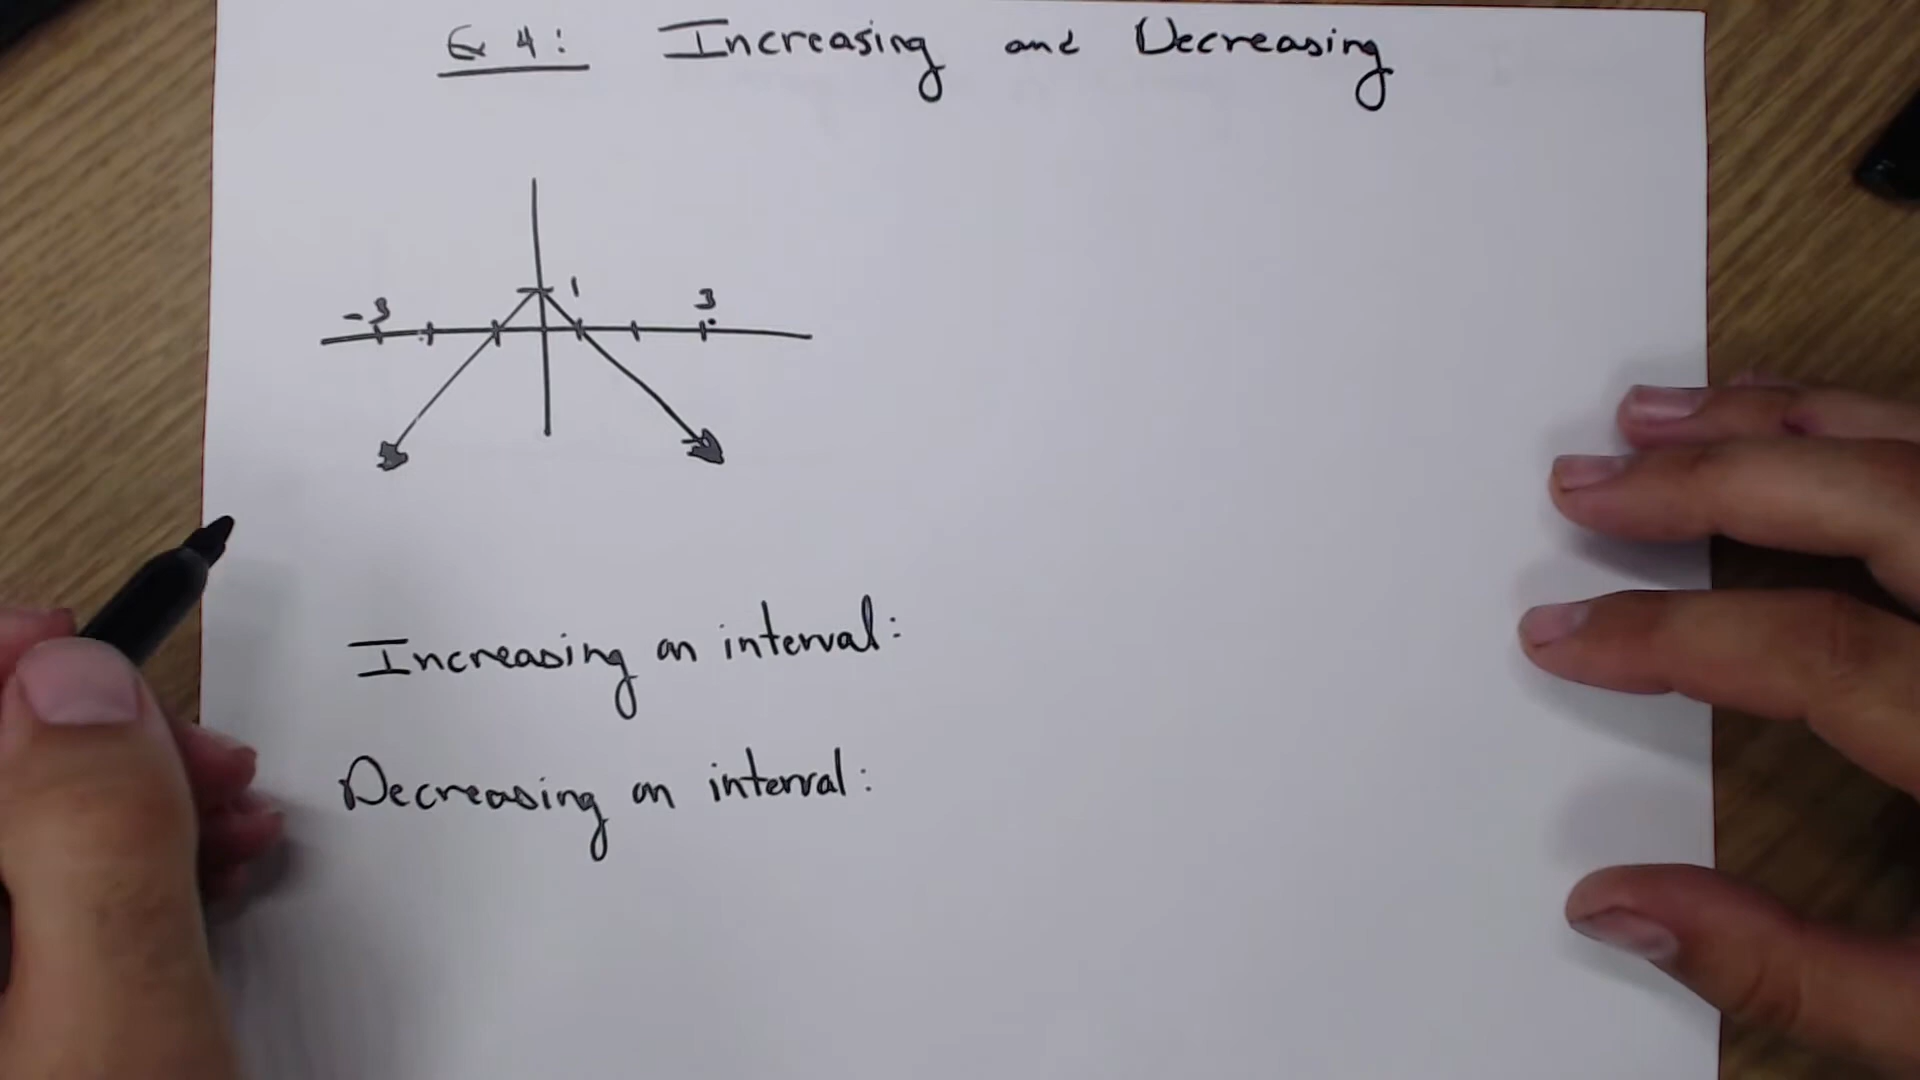 Ex 4: Increasing and Decreasing
1
-3 3
Increasing on interval:
Decreasing on interval: